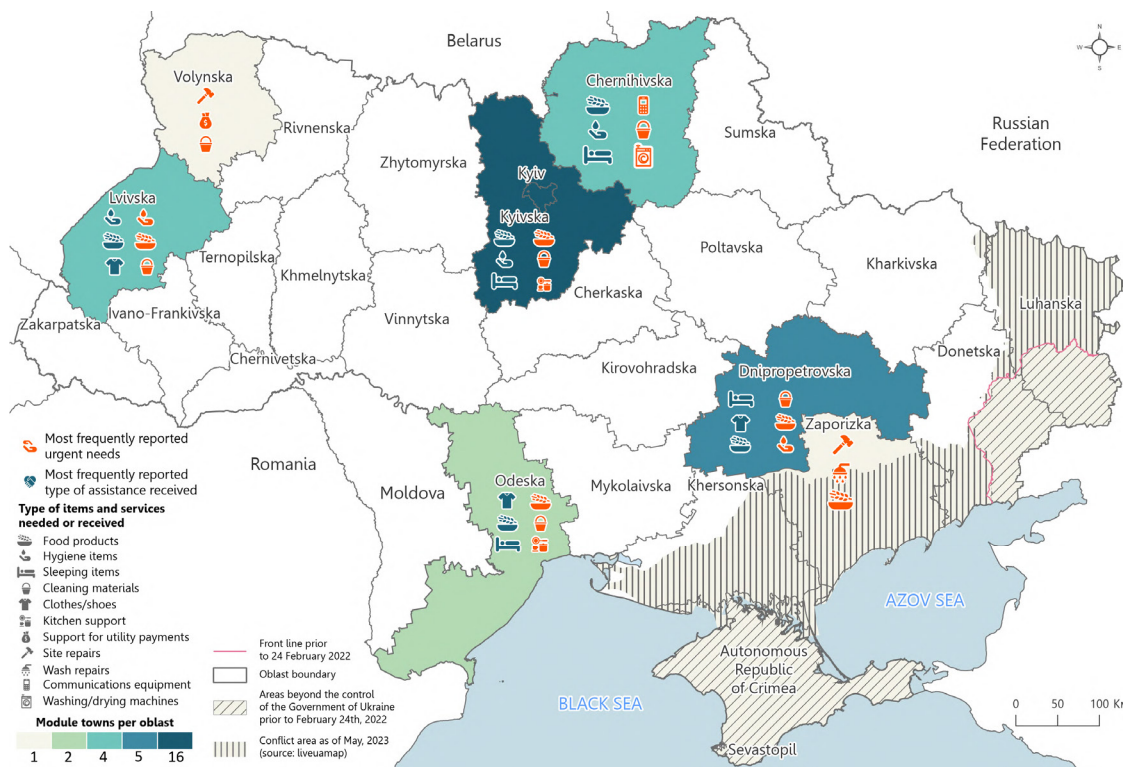 Belarus
N
W
E
S
Volynska
Chernihivska
Rivnenska
Sumska
Russian
Federation
Zhytomyrska
Kyiv
Lvivska
Kyivska
Poltavska
Ternopilska
Kharkivska
Khmelnytska
Cherkaska
Luhanska
Ivano-Frankivska
Zakarpatska
Vinnytska
Donetska
Chernivetska
Kirovohradska
Dnipropetrovska
Zaporizka
Most frequently reported
urgent needs
Romania
Most frequently reported
type of assistance received
Moldova
Odeska
Mykolaivska
Khersonska
Type of items and services
needed or received
Food products
Hygiene items
Sleeping items
Cleaning materials
Clothes/shoes
Kitchen support
Support for utility payments
Site repairs
Wash repairs
Communications equipment
Washing/drying machines
Module towns per oblast
1 2 4 5 16
Front line prior
to 24 February 2022
Oblast boundary
Areas beyond the control
of the Government of Ukraine
prior to February 24th, 2022
Conflict area as of May, 2023
(source: liveuamap)
AZOV SEA
Autonomous
Republic
of Crimea
BLACK SEA
Sevastopil
0 50 100 Km